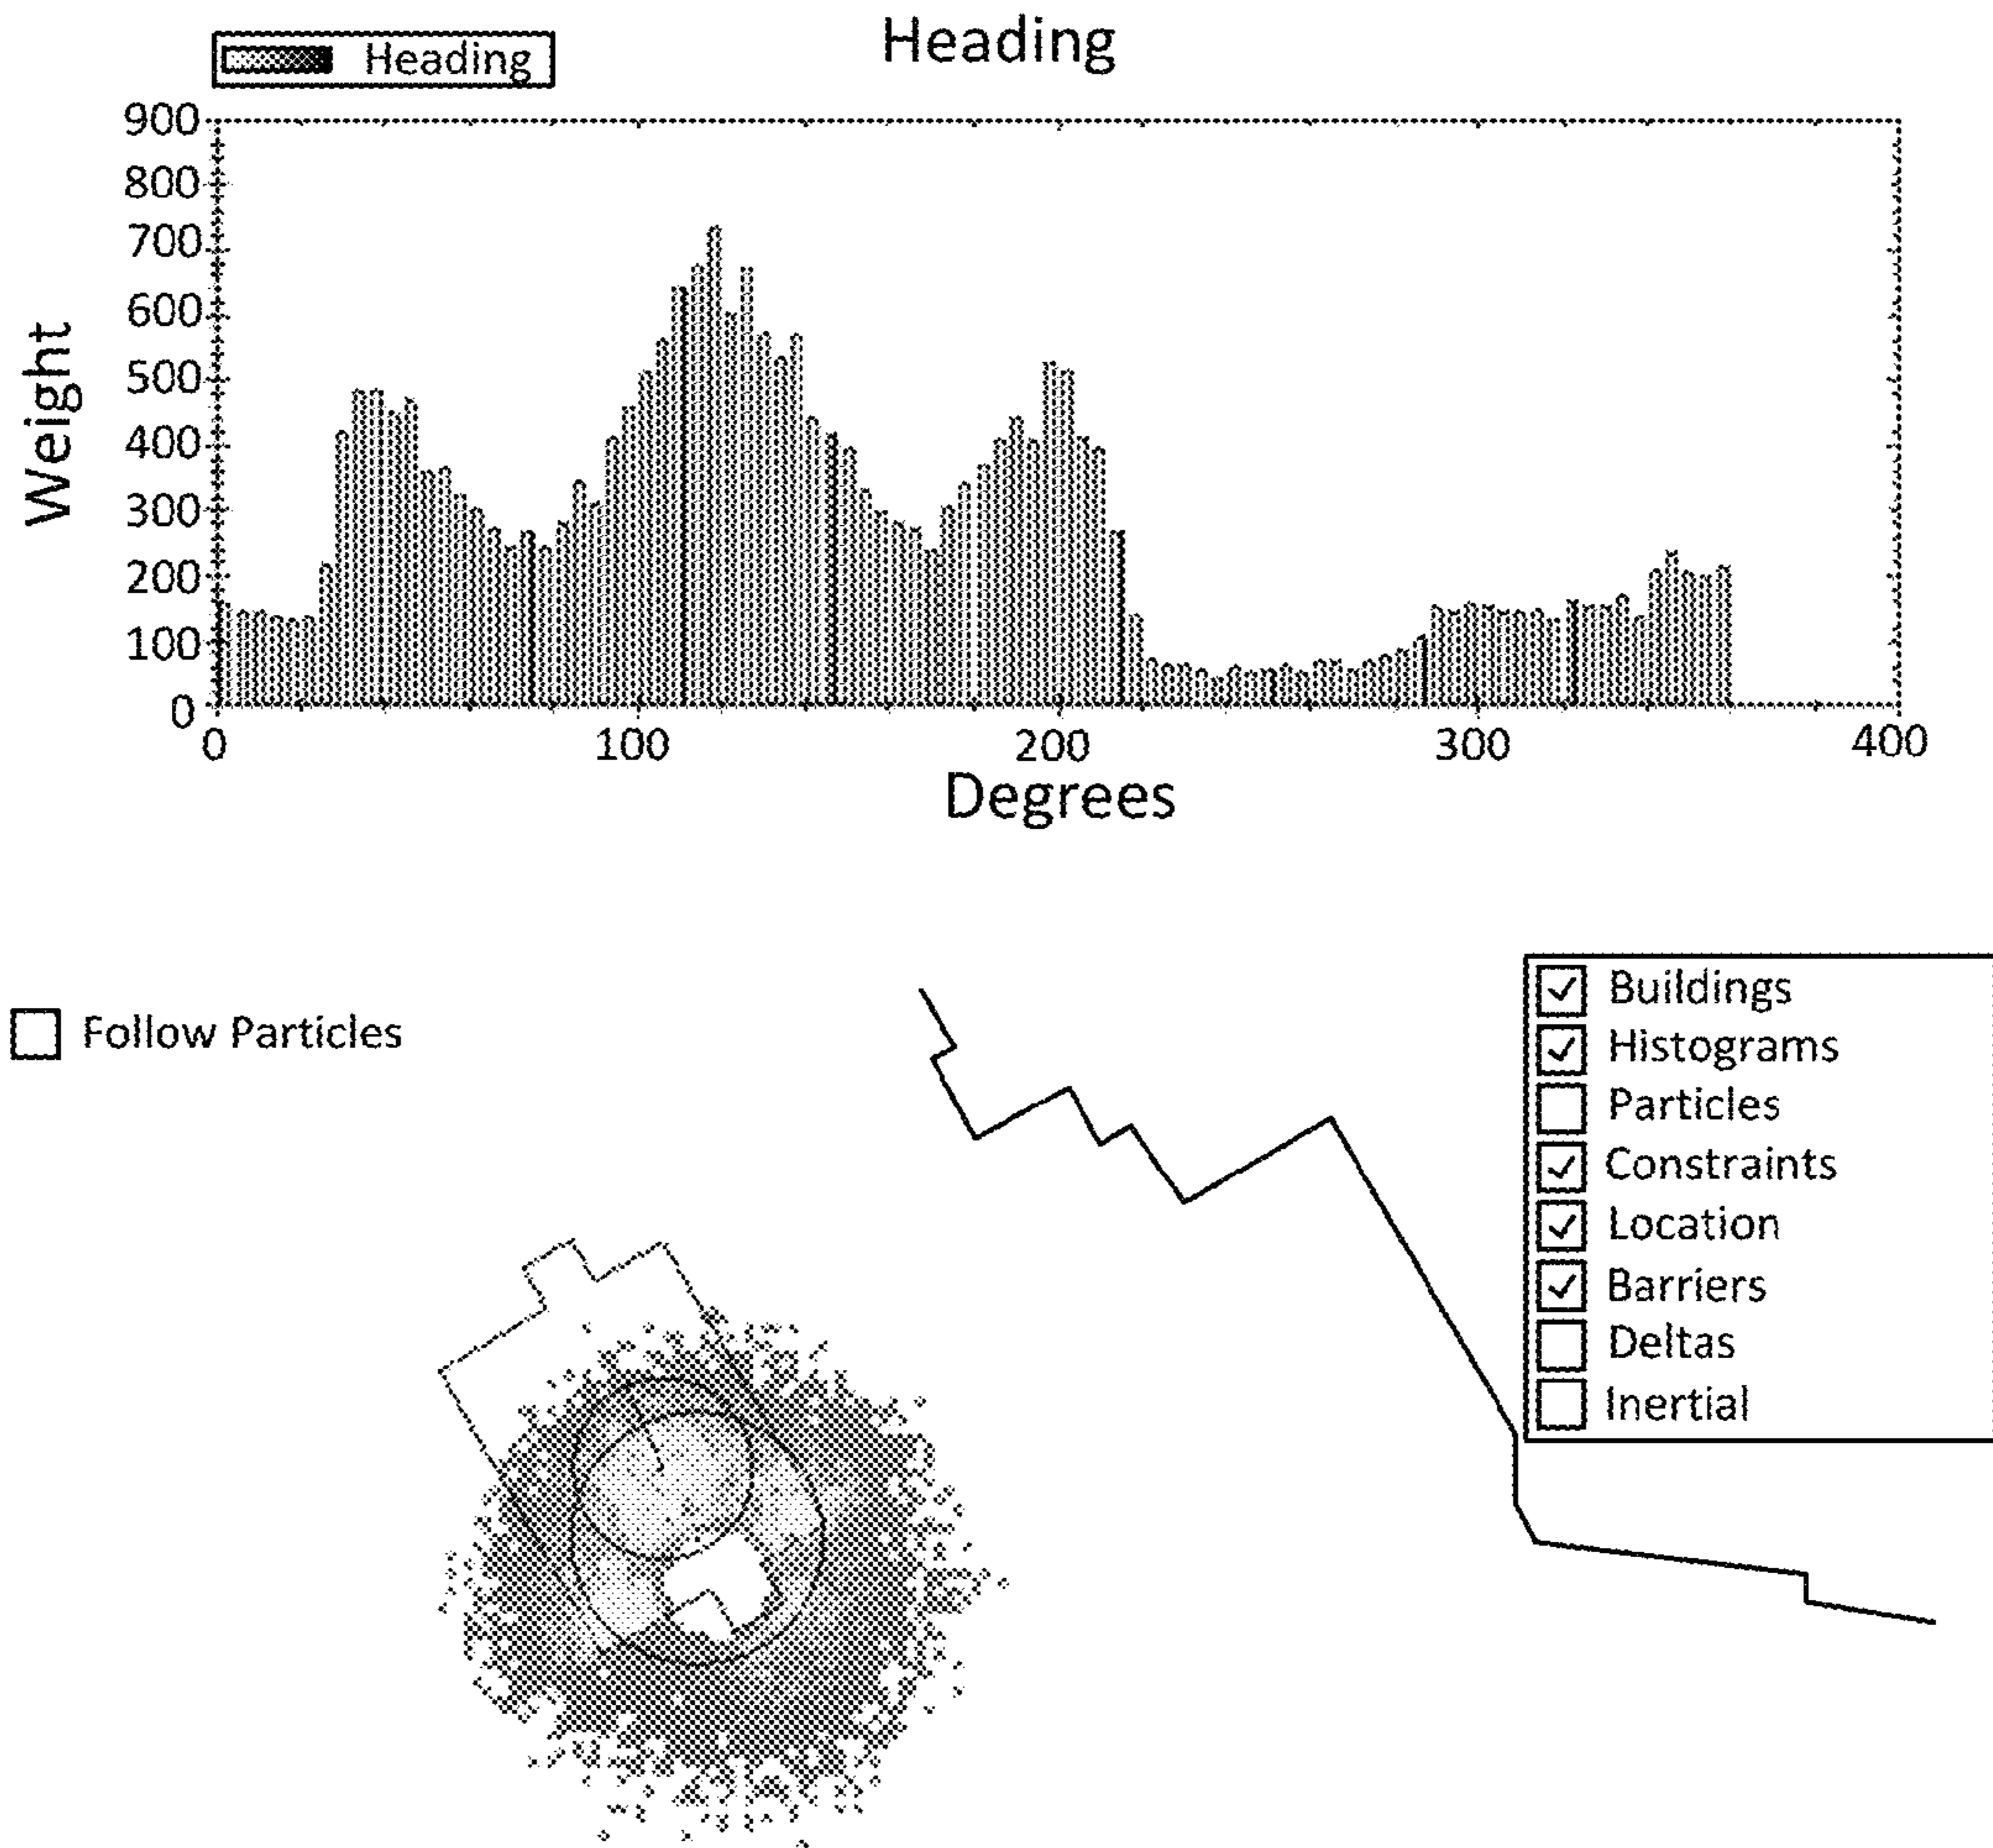 Heading
Heading
900
800
700
600
500
400
300
200
100
0
Weight
0 100 200 300 400
Degrees
Follow Particles
Buildings
Histograms
Particles
Constraints
Location
Barriers
Deltas
Inertial